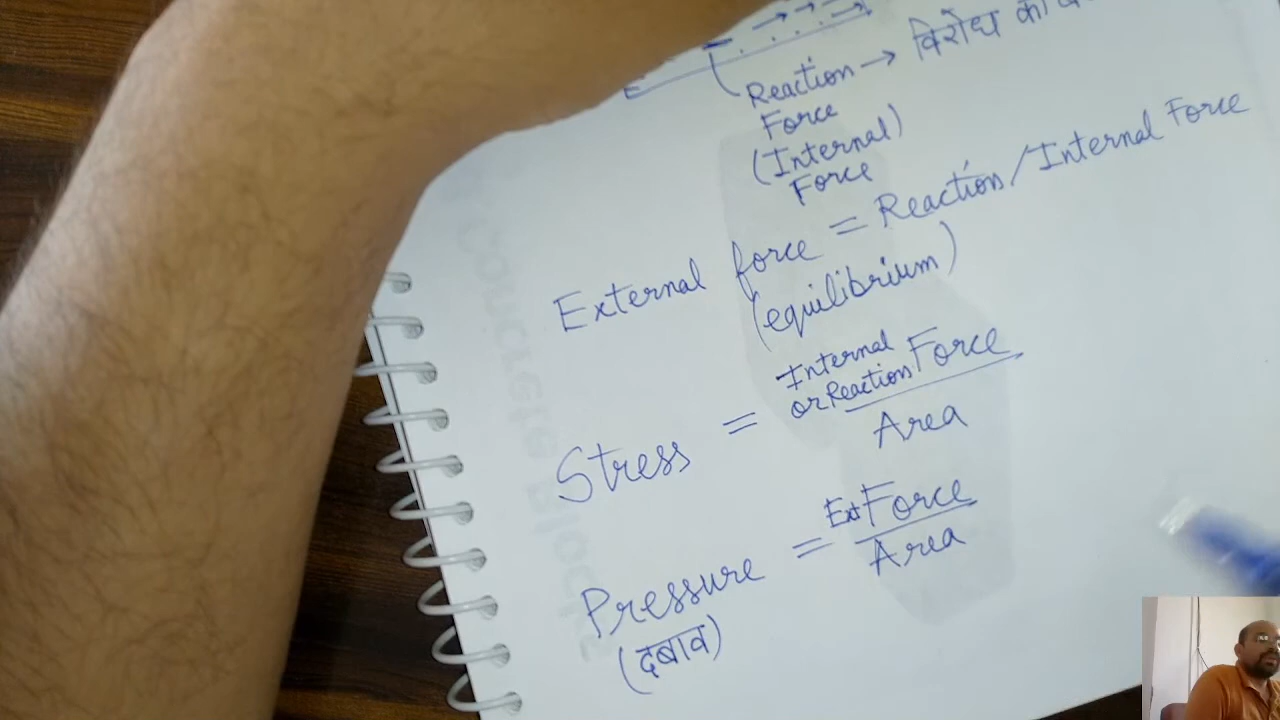 Reaction → विरोध का
Force
(Internal)
Force
External force = Reaction/Internal Force
(equilibrium)
Internal
or Reaction Force
Stress =
Area
Ext Force
Pressure =
Area
(दबाव)